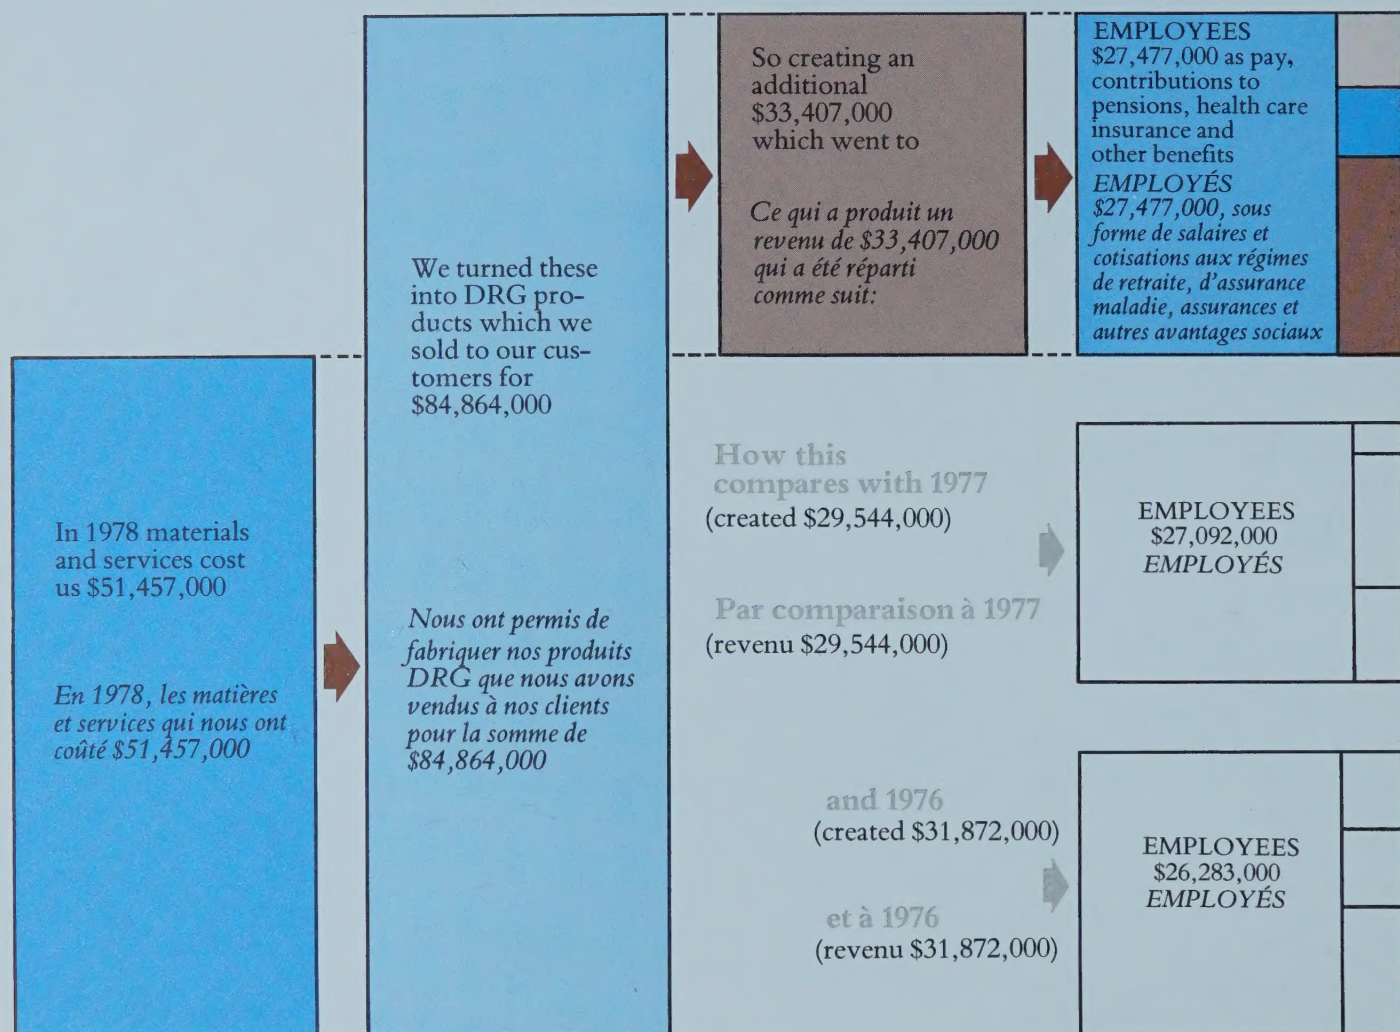 In 1978 materials
and services cost
us $51,457,000
En 1978, les matières
et services qui nous ont
coûté $51,457,000
We turned these
into DRG pro-
ducts which we
sold to our cus-
tomers for
$84,864,000
Nous ont permis de
fabriquer nos produits
DRG que nous avons
vendus à nos clients
pour la somme de
$84,864,000
So creating an
additional
$33,407,000
which went to
Ce qui a produit un
revenu de $33,407,000
qui a été réparti
comme suit:
EMPLOYEES
$27,477,000 as pay,
contributions to
pensions, health care
insurance and
other benefits
EMPLOYÉS
$27,477,000, sous
forme de salaires et
cotisations aux régimes
de retraite, d'assurance
maladie, assurances et
autres avantages sociaux
How this
compares with 1977
(created $29,544,000)
Par comparaison à 1977
(revenu $29,544,000)
EMPLOYEES
$27,092,000
EMPLOYÉS
and 1976
(created $31,872,000)
et à 1976
(revenu $31,872,000)
EMPLOYEES
$26,283,000
EMPLOYÉS